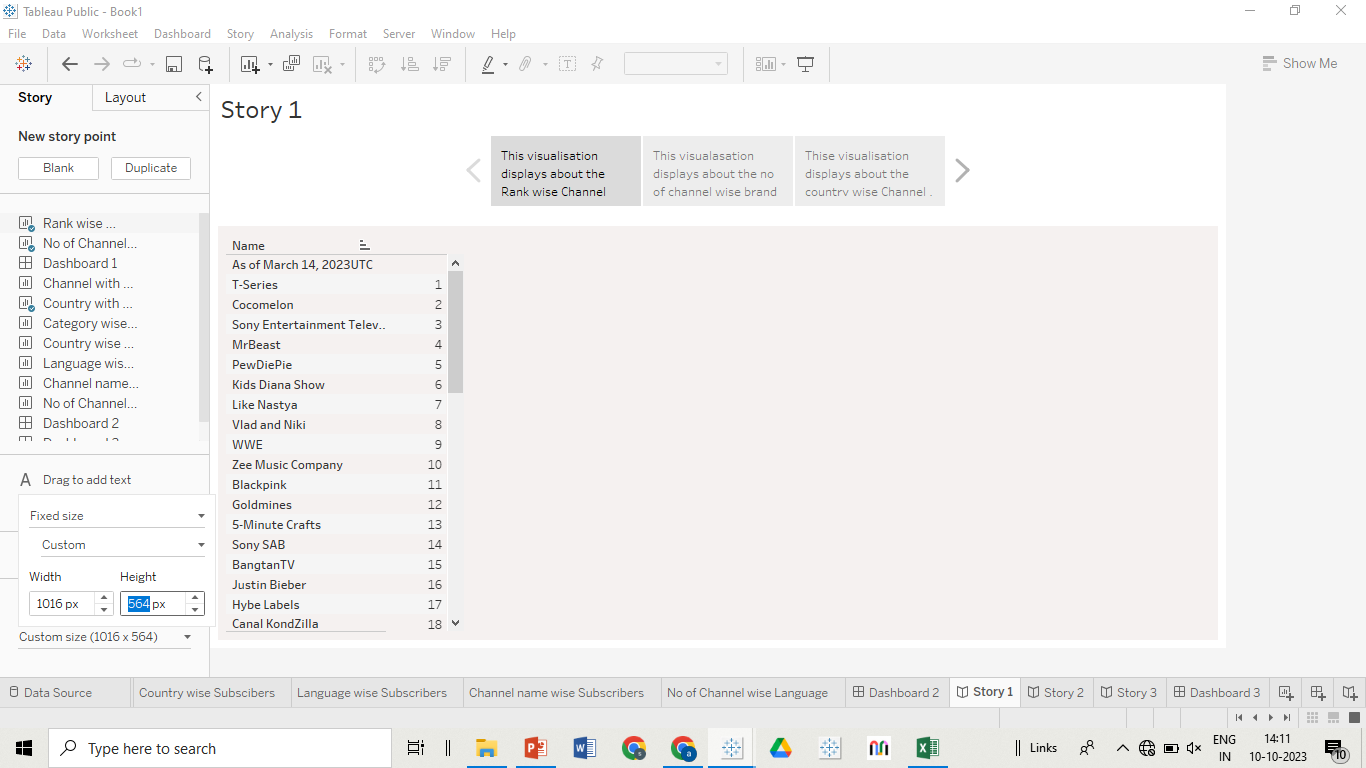 Tableau Public - Book1
File Data Worksheet Dashboard Story Analysis Format Server Window Help
Show Me
Story Layout
New story point
Blank Duplicate
Rank wise ...
No of Channel...
Dashboard 1
Channel with ...
Country with ...
Category wise...
Country wise ...
Language wis...
Channel name...
No of Channel...
Dashboard 2
A Drag to add text
Fixed size
Custom
Width Height
1016 px 564 px
Custom size (1016 x 564)
Story 1
This visualisation
displays about the
Rank wise Channel
This visualasation
displays about the no
of channel wise brand
Thise visualisation
displays about the
country wise Channel .
Name
As of March 14, 2023UTC
T-Series 1
Cocomelon 2
Sony Entertainment Telev.. 3
MrBeast 4
PewDiePie 5
Kids Diana Show 6
Like Nastya 7
Vlad and Niki 8
WWE 9
Zee Music Company 10
Blackpink 11
Goldmines 12
5-Minute Crafts 13
Sony SAB 14
BangtanTV 15
Justin Bieber 16
Hybe Labels 17
Canal KondZilla 18
Data Source Country wise Subscibers Language wise Subscribers Channel name wise Subscribers No of Channel wise Language Dashboard 2 Story 1 Story 2 Story 3 Dashboard 3
Type here to search
Links
ENG
IN
14:11
10-10-2023
10